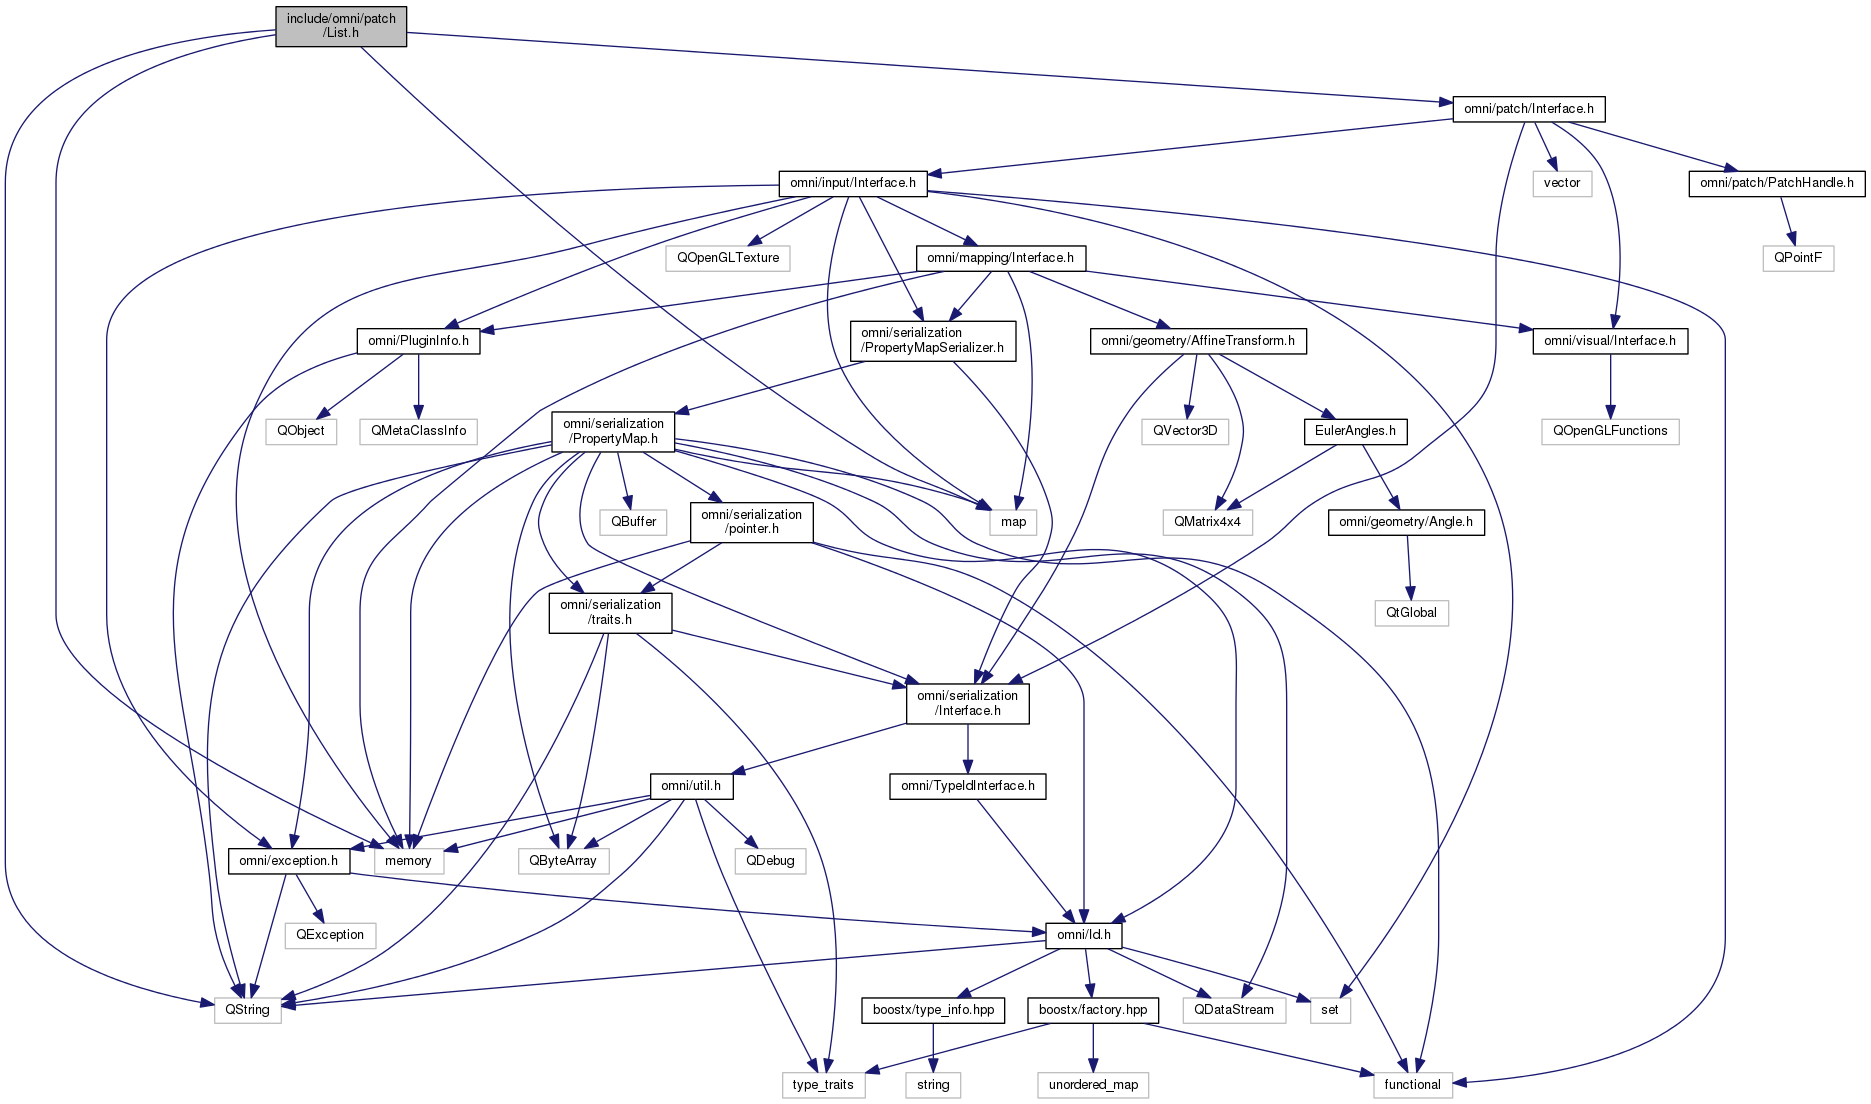 include/omni/patch
/List.h
omni/patch/Interface.h
omni/input/Interface.h
vector
omni/patch/PatchHandle.h
QOpenGLTexture
omni/mapping/Interface.h
QPointF
omni/PluginInfo.h
omni/serialization
/PropertyMapSerializer.h
omni/geometry/AffineTransform.h
omni/visual/Interface.h
QObject
QMetaClassInfo
omni/serialization
/PropertyMap.h
QVector3D
EulerAngles.h
QOpenGLFunctions
QBuffer
omni/serialization
/pointer.h
map
QMatrix4x4
omni/geometry/Angle.h
omni/serialization
/traits.h
QtGlobal
omni/serialization
/Interface.h
omni/util.h
omni/TypeIdInterface.h
omni/exception.h
memory
QByteArray
QDebug
QException
omni/Id.h
QString
boostx/type_info.hpp
boostx/factory.hpp
QDataStream
set
type_traits
string
unordered_map
functional